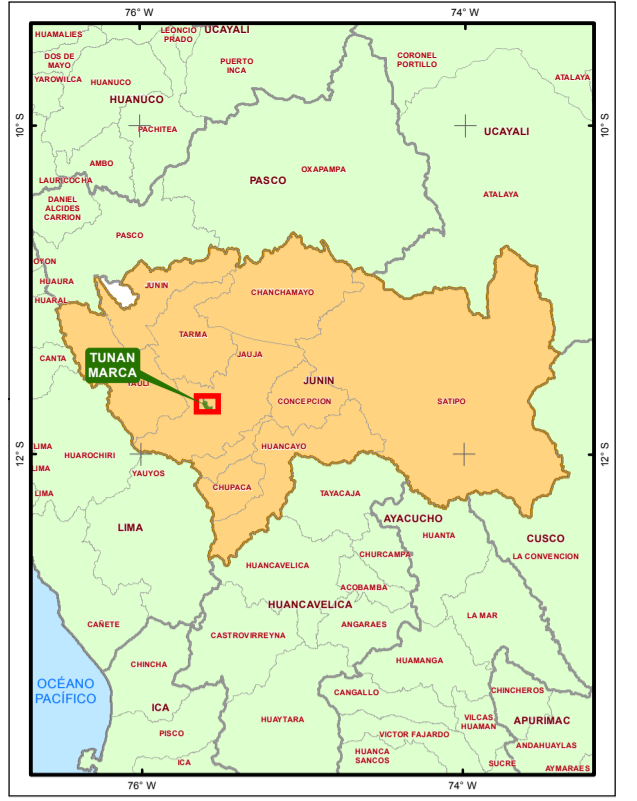 76° W
74° W
HUAMALIES
LEONCIO
PRADO
UCAYALI
DOS DE
MAYO
PUERTO
INCA
CORONEL
PORTILLO
YAROWILCA
HUANUCO
ATALAYA
HUANUCO
10° S
PACHITEA
UCAYALI
10° S
AMBO
OXAPAMPA
LAURICOCHA
PASCO
ATALAYA
DANIEL
ALCIDES
CARRION
PASCO
OYON
HUAURA
JUNIN
CHANCHAMAYO
HUARAL
TARMA
CANTA
TUNAN
MARCA
JAUJA
YAULI
JUNIN
CONCEPCION
SATIPO
LIMA
HUAROCHIRI
HUANCAYO
12° S
12° S
LIMA
YAUYOS
LIMA
CHUPACA
TAYACAJA
LIMA
AYACUCHO
HUANTA
CUSCO
CHURCAMPA
LA CONVENCION
HUANCAVELICA
ACOBAMBA
HUANCAVELICA
LA MAR
CAÑETE
CASTROVIRREYNA
ANGARAES
CHINCHA
HUAMANGA
OCÉANO
PACÍFICO
CANGALLO
CHINCHEROS
ICA
HUAYTARA
VILCAS
HUAMAN
APURIMAC
PISCO
VICTOR FAJARDO
ANDAHUAYLAS
HUANCA
SANCOS
ICA
SUCRE
AYMARAES
76° W
74° W